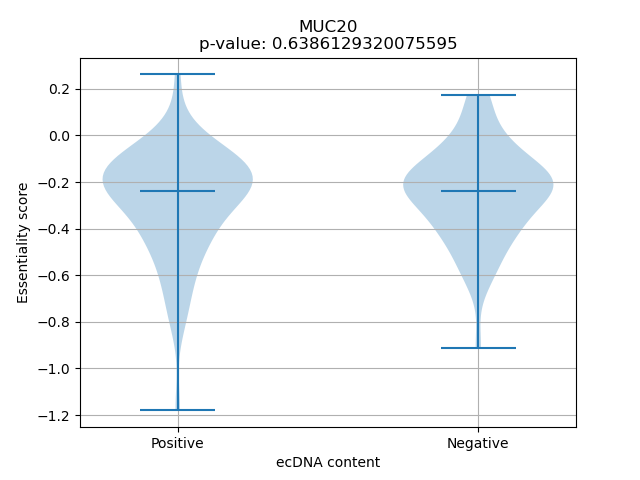 MUC20
p-value: 0.6386129320075595
0.2
0.0
−0.2
−0.4
−0.6
−0.8
−1.0
−1.2
Essentiality score
Positive
Negative
ecDNA content